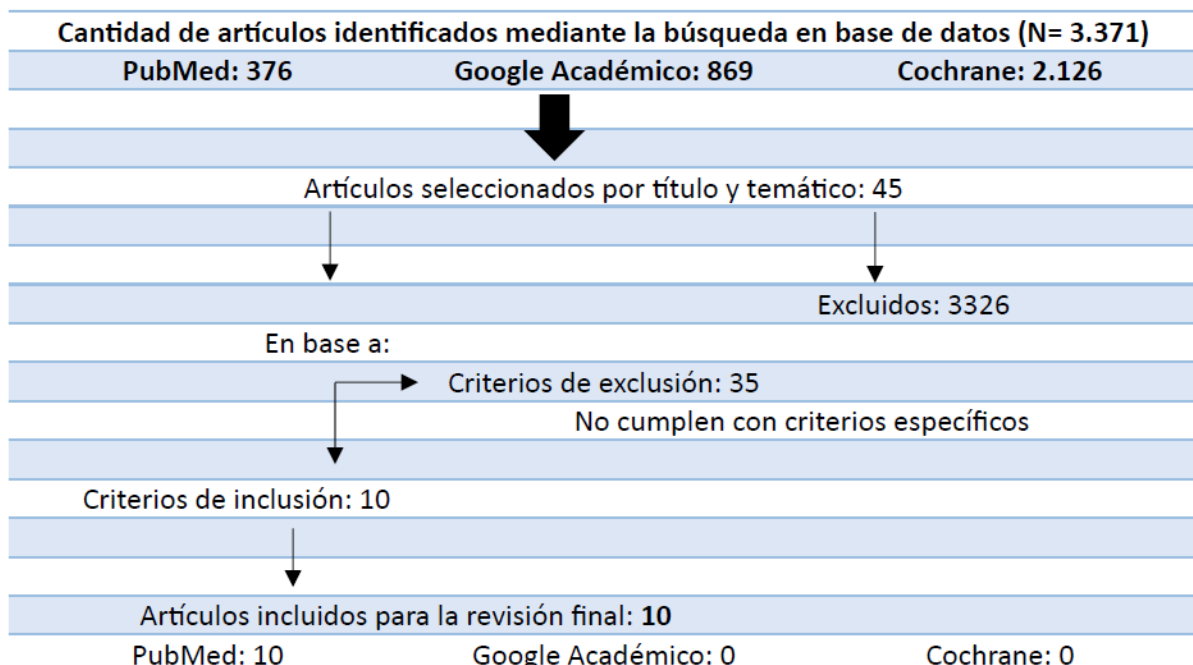 Cantidad de artículos identificados mediante la búsqueda en base de datos (N= 3.371)
PubMed: 376 Google Académico: 869 Cochrane: 2.126
Artículos seleccionados por título y temático: 45
Excluidos: 3326
En base a:
Criterios de exclusión: 35
No cumplen con criterios específicos
Criterios de inclusión: 10
Artículos incluidos para la revisión final: 10
PubMed: 10 Google Académico: 0 Cochrane: 0